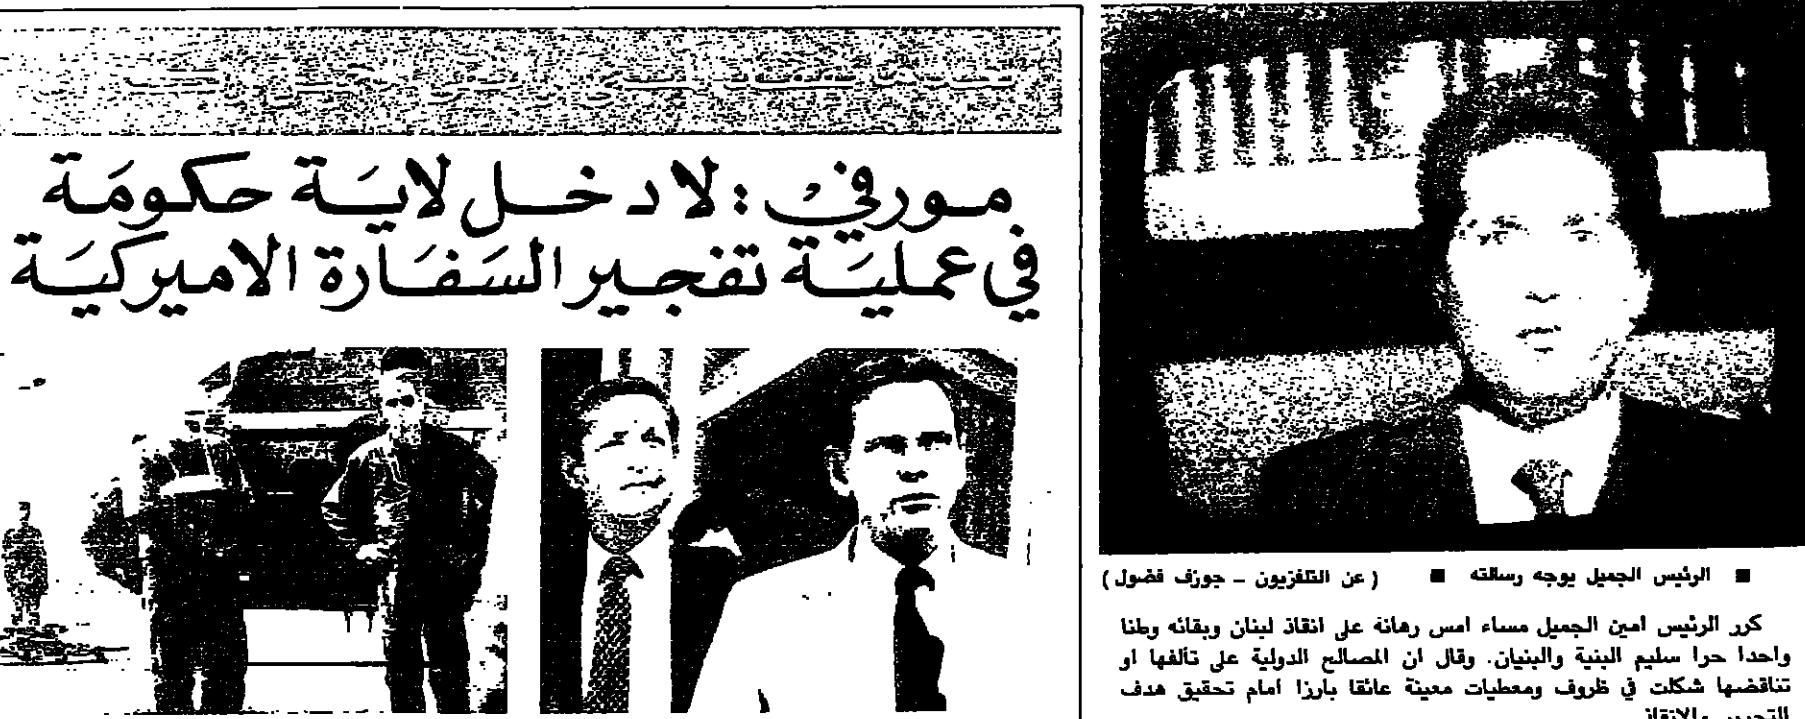 مورفي: لا دخل لاية حكومة
في عملية تفجير السفارة الاميركية
■ الرئيس الجميل يوجه رسالته ■ (عن التلفزيون - جوزف فضول)
كرر الرئيس امين الجميل مساء امس رهانه على انقاذ لبنان وبقائه وطنا
واحدا حرا سليم البنية والبنيان. وقال ان المصالح الدولية على تآلفها او
تناقضها شكلت في ظروف ومعطيات معينة عائقا بارزا امام تحقيق هدف